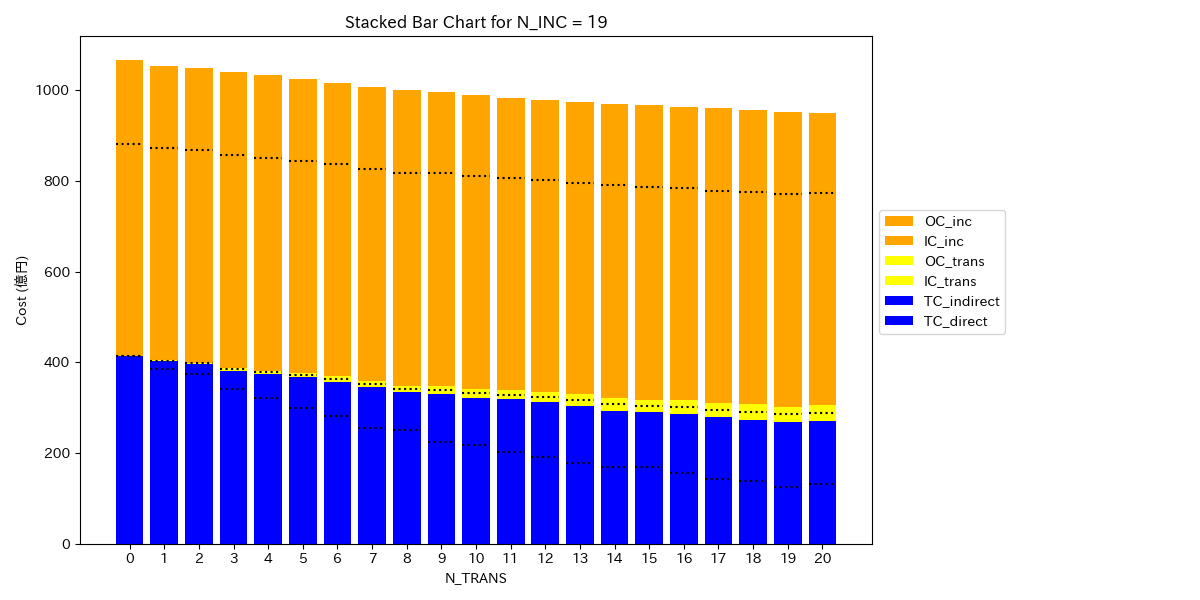 Stacked Bar Chart for N_INC = 19
Cost (億円)
1000
800
600
400
200
0
0 1 2 3 4 5 6 7 8 9 10 11 12 13 14 15 16 17 18 19 20
N_TRANS
OC_inc
IC_inc
OC_trans
IC_trans
TC_indirect
TC_direct